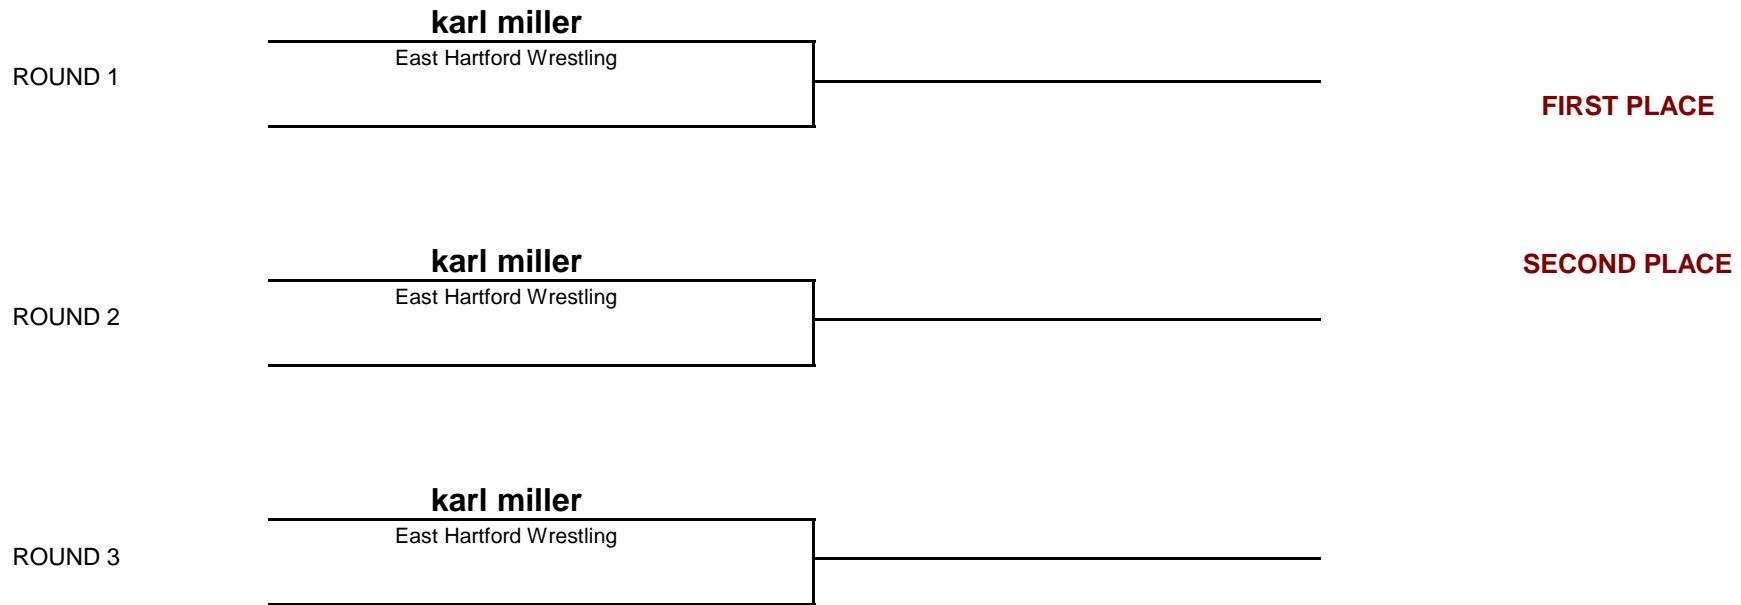 karl miller
East Hartford Wrestling
ROUND 1
FIRST PLACE
karl miller
SECOND PLACE
East Hartford Wrestling
ROUND 2
karl miller
East Hartford Wrestling
ROUND 3